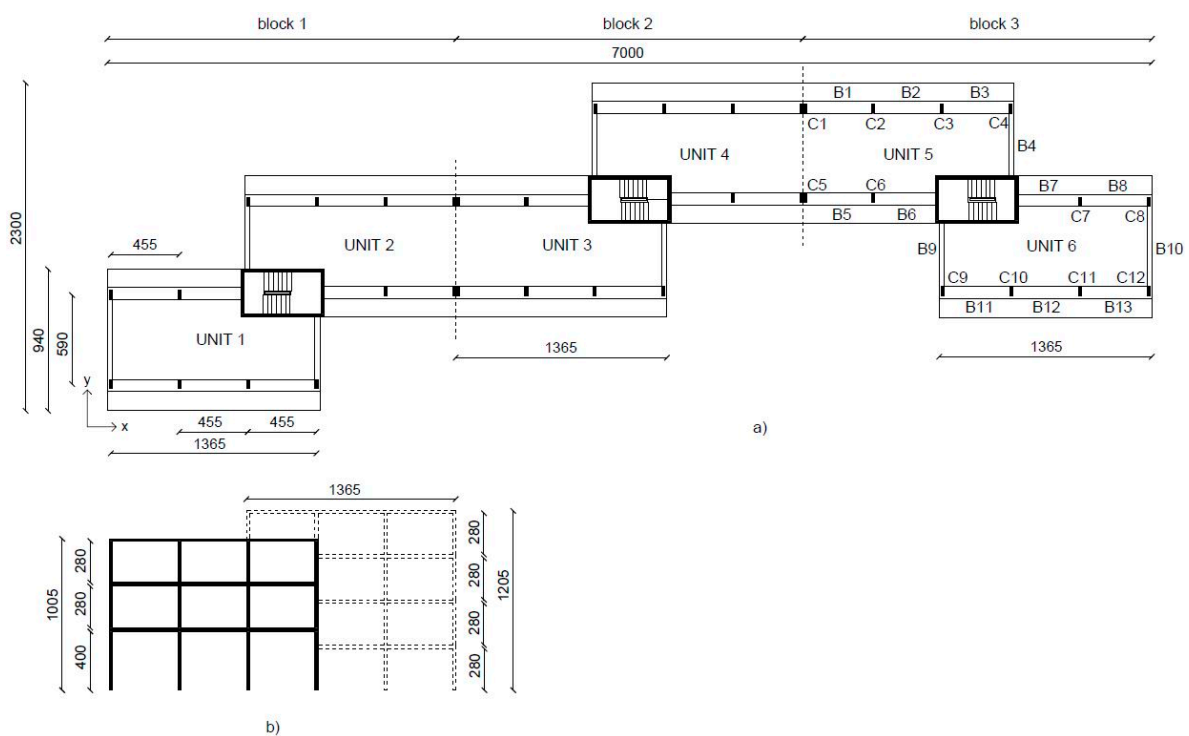 block 1 block 2 block 3
7000
B1 B2 B3
C1 C2 C3 C4
B4
UNIT 4 UNIT 5
2300
C5 C6
B7 B8
B5 B6
C7 C8
455
UNIT 2 UNIT 3
B9 UNIT 6 B10
C9 C10 C11 C12
940
590
B11 B12 B13
UNIT 1
1365 1365
y
x
455 455
1365
a)
1365
280 280
1005 280 280 1205
280
400 280
b)